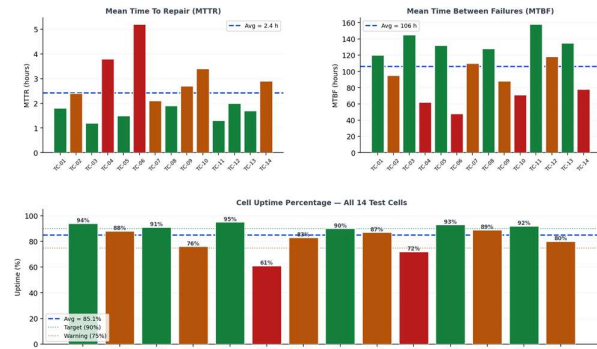 Mean Time To Repair (MTTR)
MTTR (hours)
5
4
3
2
1
0
Avg = 2.4 h
TC-01
TC-02
TC-03
TC-04
TC-05
TC-06
TC-07
TC-08
TC-09
TC-10
TC-11
TC-12
TC-13
TC-14
Mean Time Between Failures (MTBF)
MTBF (hours)
160
140
120
100
80
60
40
20
0
Avg = 106 h
TC-01
TC-02
TC-03
TC-04
TC-05
TC-06
TC-07
TC-08
TC-09
TC-10
TC-11
TC-12
TC-13
TC-14
Cell Uptime Percentage — All 14 Test Cells
Uptime (%)
100
80
60
40
20
0
94%
88%
91%
76%
95%
61%
83%
90%
87%
72%
93%
89%
92%
80%
Avg = 85.1%
Target (90%)
Warning (75%)